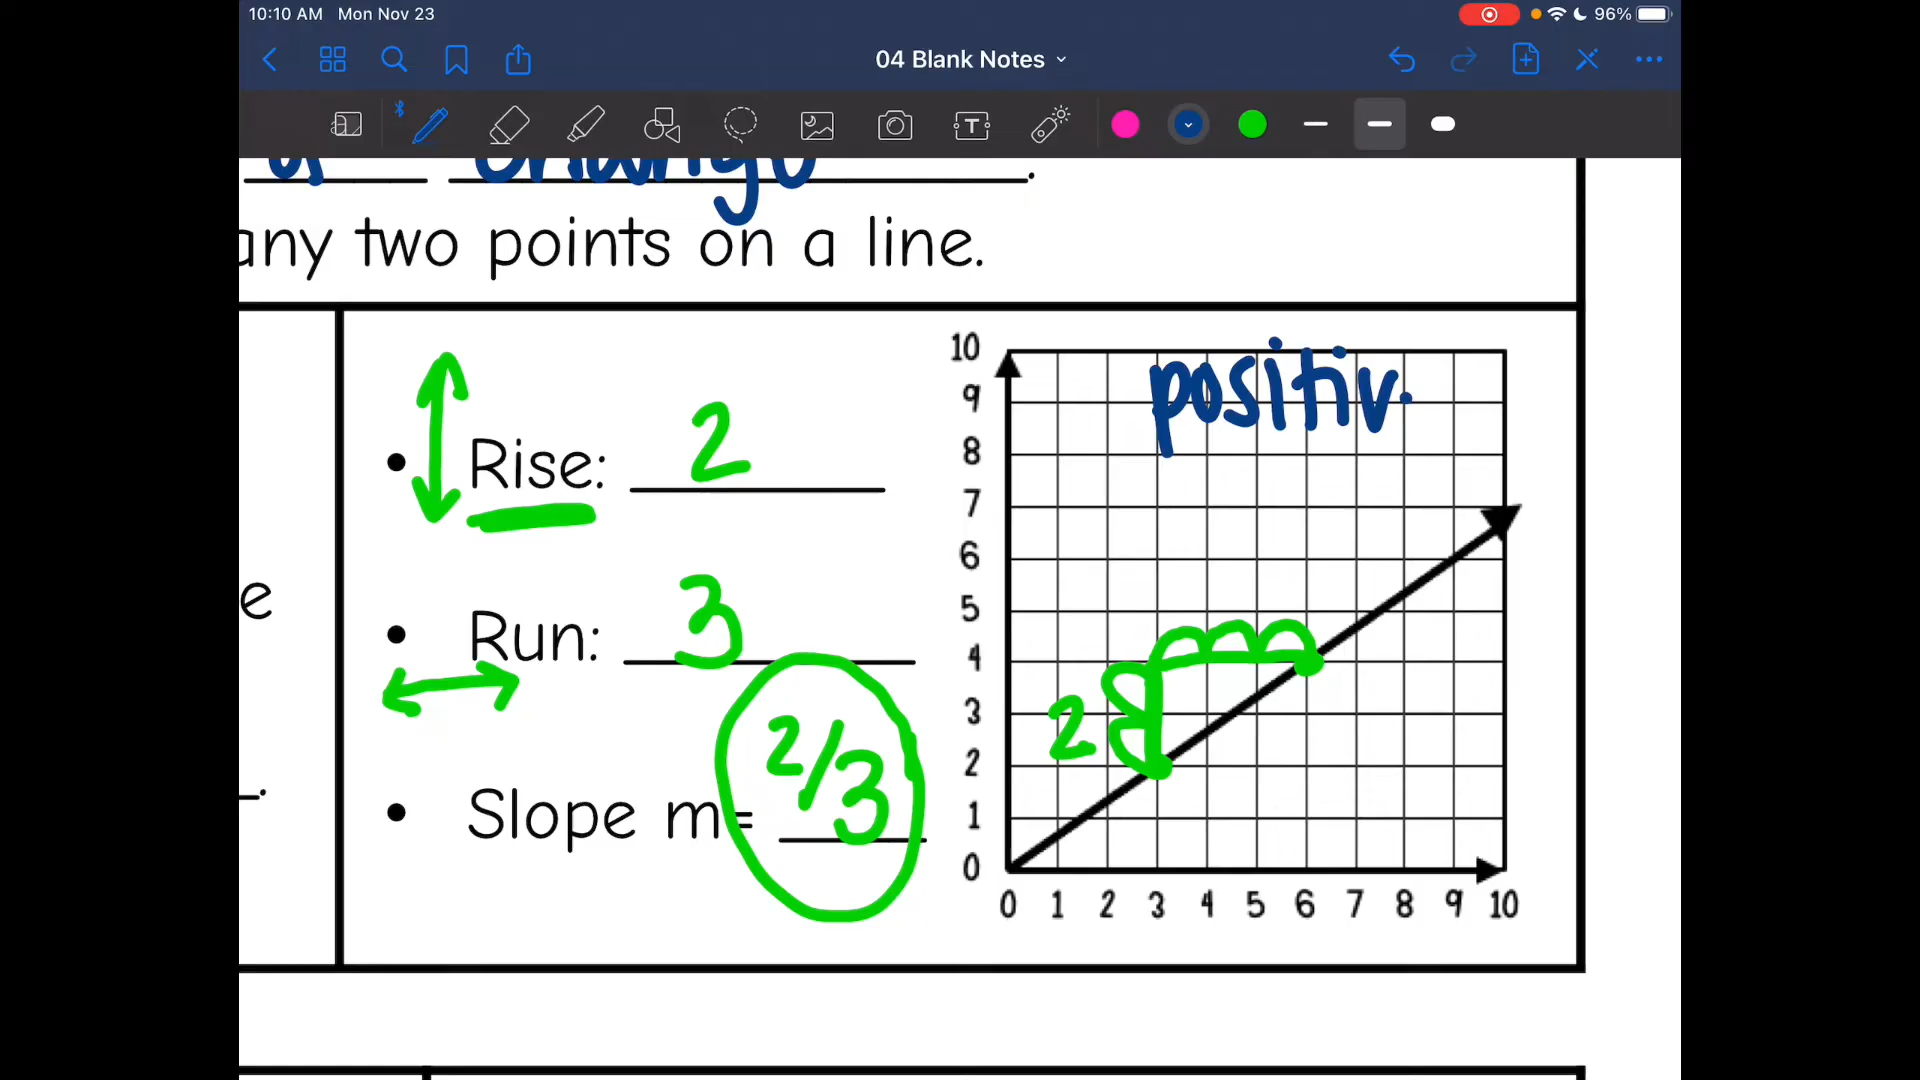 10:10 AM Mon Nov 23
96%
04 Blank Notes
of change.
any two points on a line.
Rise: 2
e
Run: 3
.
Slope m= 2/3
positiv
10
9
8
7
6
5
4
3
2
1
0
2
0 1 2 3 4 5 6 7 8 9 10